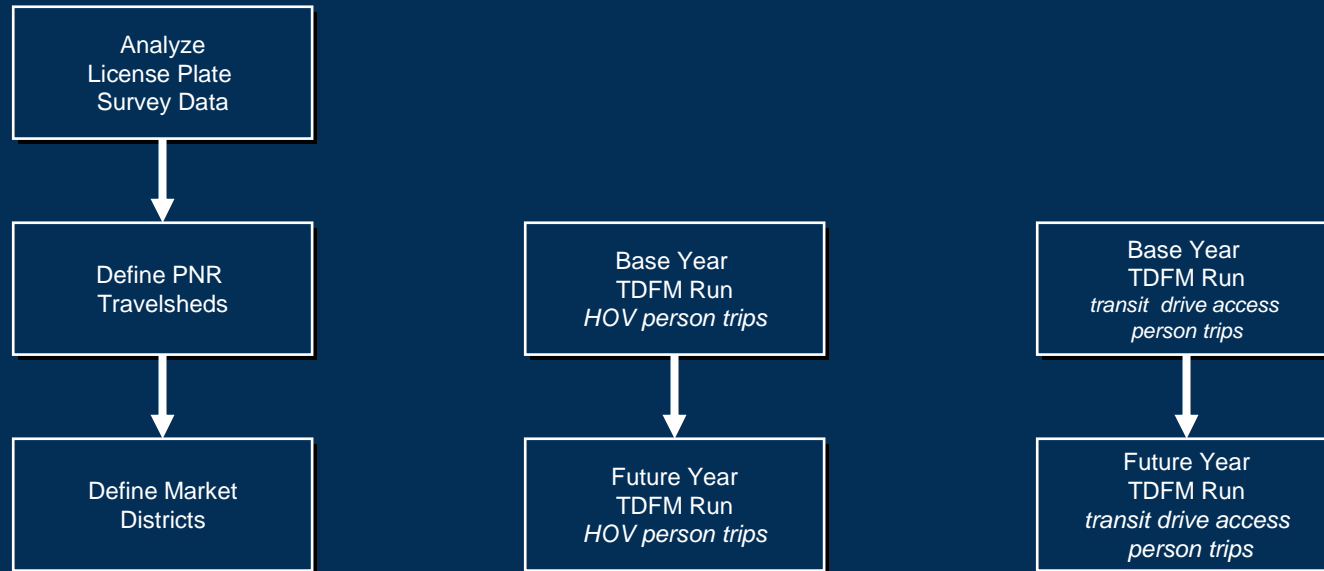 Analyze
License Plate
Survey Data
Define PNR
Travelsheds
Base Year
TDFM Run
HOV person trips
Base Year
TDFM Run
transit drive access
person trips
Define Market
Districts
Future Year
TDFM Run
HOV person trips
Future Year
TDFM Run
transit drive access
person trips